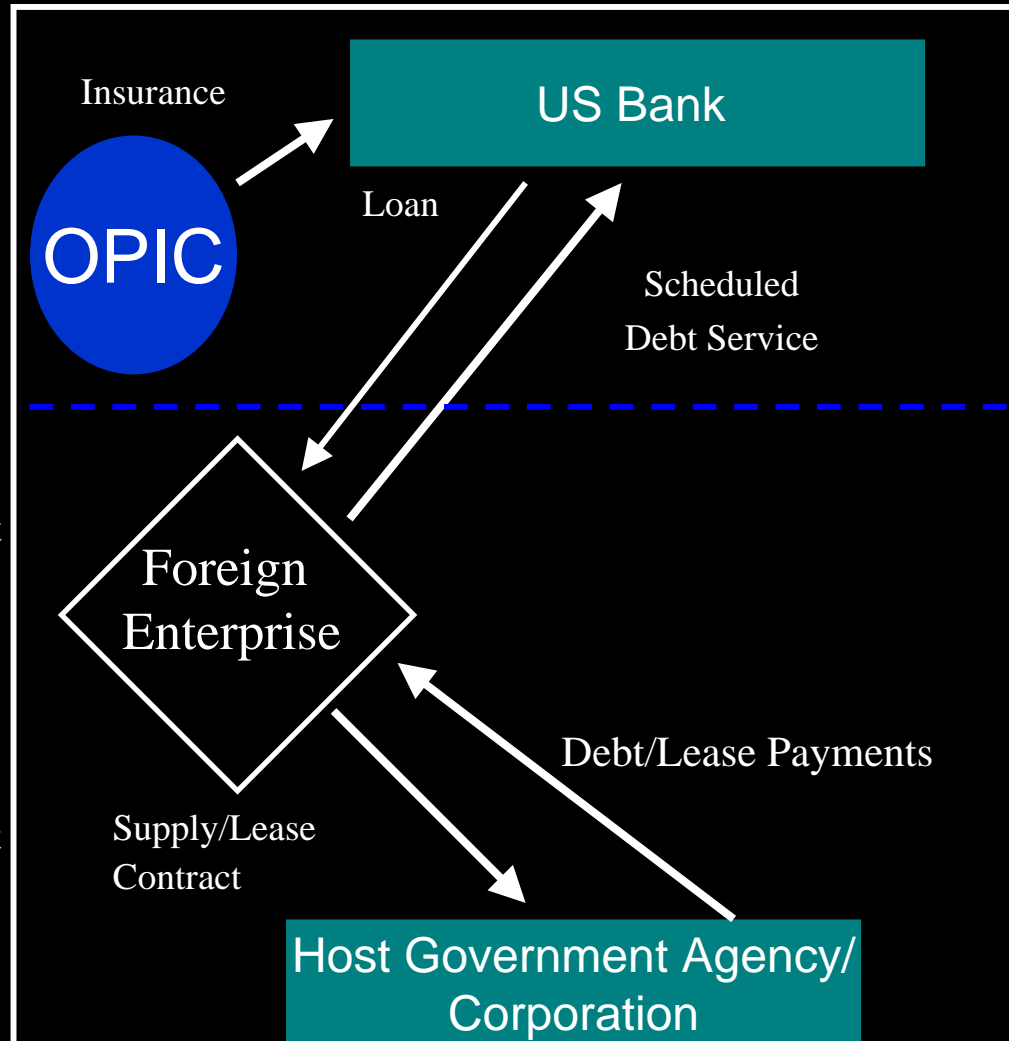 Insurance
US Bank
OPIC
Loan
Scheduled
Debt Service
Foreign
Enterprise
Debt/Lease Payments
Supply/Lease
Contract
Host Government Agency/
Corporation